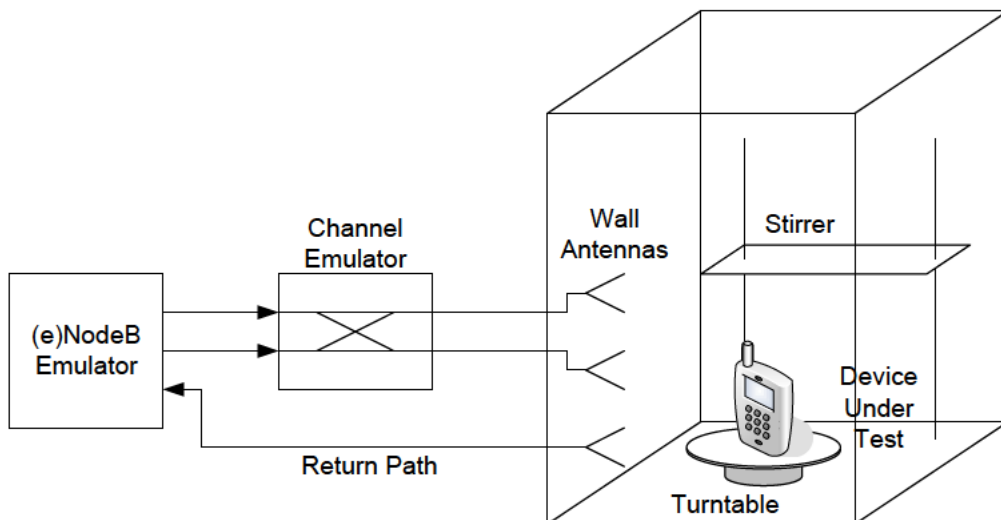 (e)NodeB
Emulator
Channel
Emulator
Return Path
Wall
Antennas
Stirrer
Device
Under
Test
Turntable